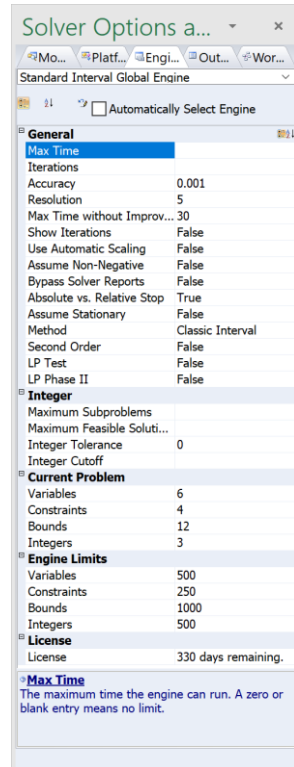 Solver Options a...
Mo... Platf... Engi... Out... Wor...
Standard Interval Global Engine
Automatically Select Engine
General
Max Time
Iterations
Accuracy 0.001
Resolution 5
Max Time without Improv... 30
Show Iterations False
Use Automatic Scaling False
Assume Non-Negative False
Bypass Solver Reports False
Absolute vs. Relative Stop True
Assume Stationary False
Method Classic Interval
Second Order False
LP Test False
LP Phase II False
Integer
Maximum Subproblems
Maximum Feasible Soluti...
Integer Tolerance 0
Integer Cutoff
Current Problem
Variables 6
Constraints 4
Bounds 12
Integers 3
Engine Limits
Variables 500
Constraints 250
Bounds 1000
Integers 500
License
License 330 days remaining.
Max Time
The maximum time the engine can run. A zero or
blank entry means no limit.